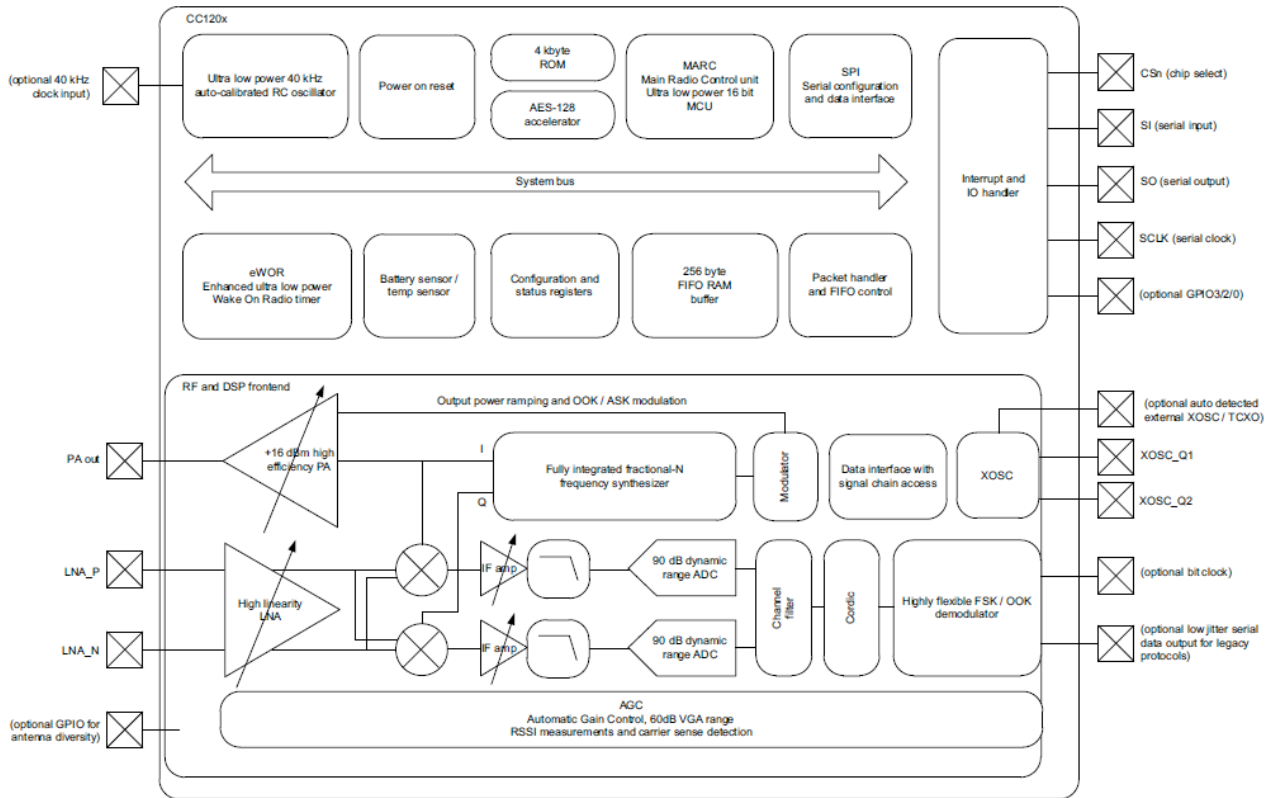 CC120x
(optional 40 kHz
clock input)
Ultra low power 40 kHz
auto-calibrated RC oscillator
Power on reset
4 kbyte
ROM
AES-128
accelerator
MARC
Main Radio Control unit
Ultra low power 16 bit
MCU
SPI
Serial configuration
and data interface
System bus
Interrupt and
IO handler
CSn (chip select)
SI (serial input)
SO (serial output)
SCLK (serial clock)
(optional GPIO3/2/0)
eWOR
Enhanced ultra low power
Wake On Radio timer
Battery sensor /
temp sensor
Configuration and
status registers
256 byte
FIFO RAM
buffer
Packet handler
and FIFO control
RF and DSP frontend
Output power ramping and OOK / ASK modulation
PA out
+16 dBm high
efficiency PA
I
Q
Fully integrated fractional-N
frequency synthesizer
Modulator
Data interface with
signal chain access
XOSC
(optional auto detected
external XOSC / TCXO)
XOSC_Q1
XOSC_Q2
LNA_P
LNA_N
High linearity
LNA
IF amp
IF amp
90 dB dynamic
range ADC
90 dB dynamic
range ADC
Channel
filter
Cordic
Highly flexible FSK / OOK
demodulator
(optional bit clock)
(optional low jitter serial
data output for legacy
protocols)
(optional GPIO for
antenna diversity)
AGC
Automatic Gain Control, 60dB VGA range
RSSI measurements and carrier sense detection